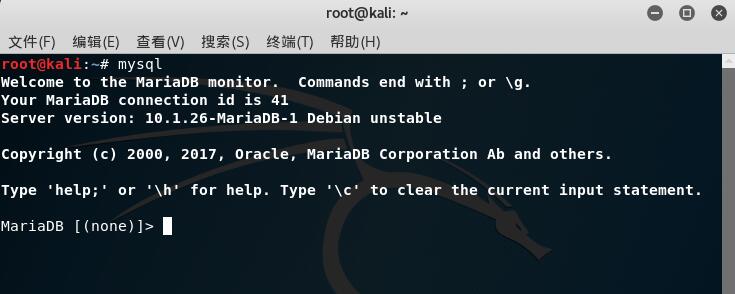 root@kali: ~
文件(F) 编辑(E) 查看(V) 搜索(S) 终端(T) 帮助(H)
root@kali:~# mysql
Welcome to the MariaDB monitor.  Commands end with ; or \g.
Your MariaDB connection id is 41
Server version: 10.1.26-MariaDB-1 Debian unstable
Copyright (c) 2000, 2017, Oracle, MariaDB Corporation Ab and others.
Type 'help;' or '\h' for help. Type '\c' to clear the current input statement.
MariaDB [(none)]>